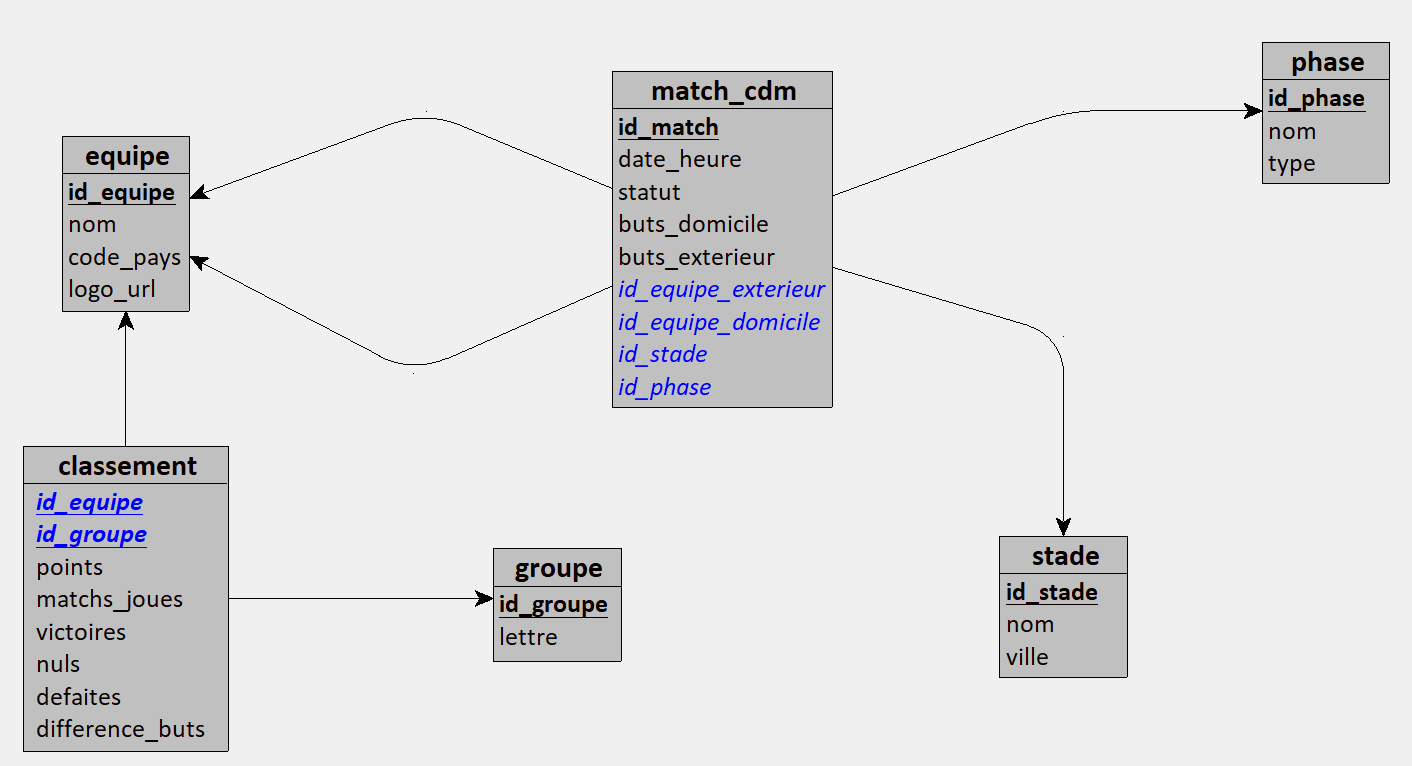 phase
id_phase
nom
type
match_cdm
id_match
date_heure
statut
buts_domicile
buts_exterieur
id_equipe_exterieur
id_equipe_domicile
id_stade
id_phase
equipe
id_equipe
nom
code_pays
logo_url
classement
id_equipe
id_groupe
points
matchs_joues
victoires
nuls
defaites
difference_buts
groupe
id_groupe
lettre
stade
id_stade
nom
ville